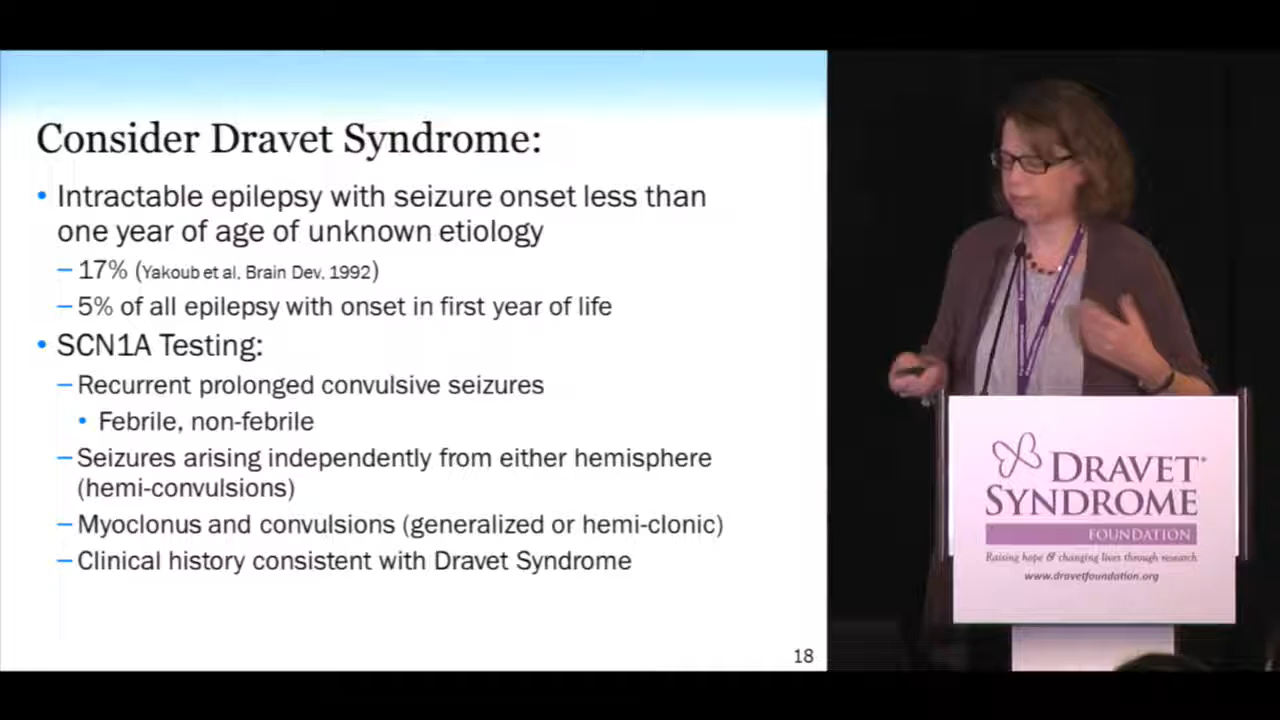 Consider Dravet Syndrome:
• Intractable epilepsy with seizure onset less than
one year of age of unknown etiology
– 17% (Yakoub et al, Brain Dev, 1992)
– 5% of all epilepsy with onset in first year of life
• SCN1A Testing:
– Recurrent prolonged convulsive seizures
• Febrile, non-febrile
– Seizures arising independently from either hemisphere
(hemi-convulsions)
– Myoclonus and convulsions (generalized or hemi-clonic)
– Clinical history consistent with Dravet Syndrome
18
DRAVET
SYNDROME
FOUNDATION
Raising hope & changing lives through research
www.dravetfoundation.org